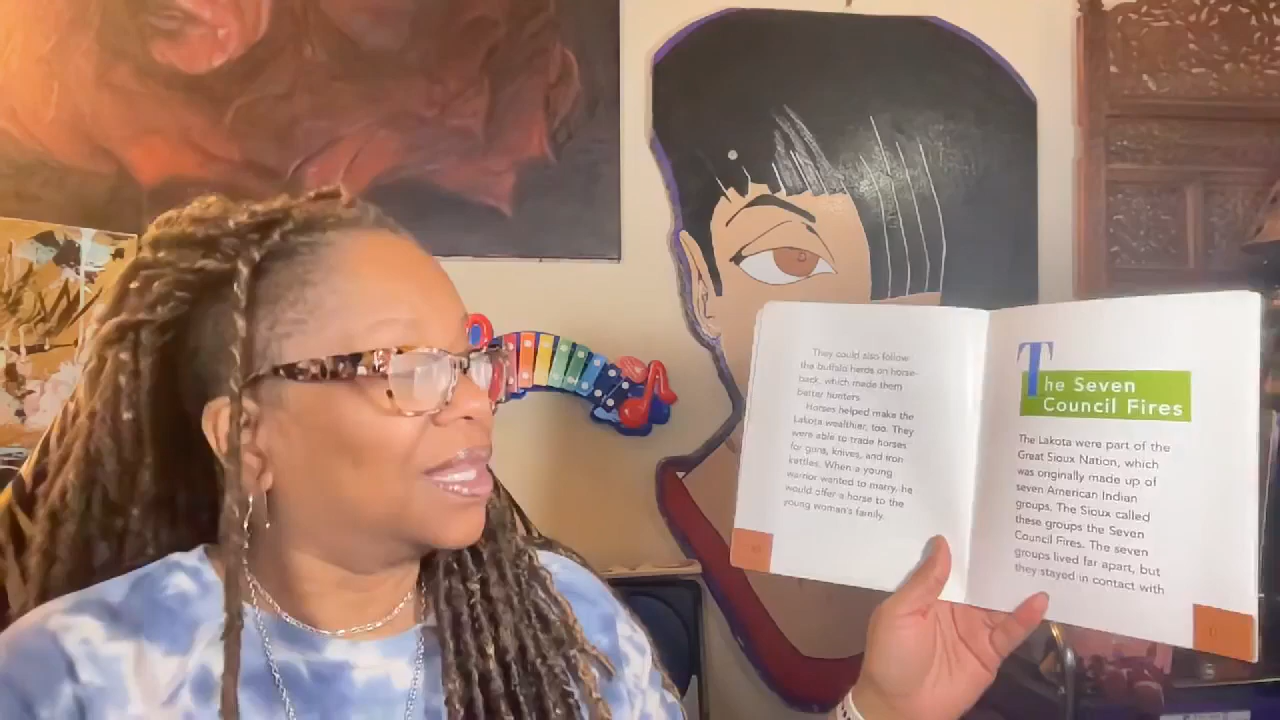 They could also follow
the buffalo herds on horse-
back, which made them
better hunters.
Horses helped make the
Lakota wealthier, too. They
were able to trade horses
for guns, knives, and iron
kettles. When a young
warrior wanted to marry, he
would offer a horse to the
young woman's family.
The Seven
Council Fires
The Lakota were part of the
Great Sioux Nation, which
was originally made up of
seven American Indian
groups. The Sioux called
these groups the Seven
Council Fires. The seven
groups lived far apart, but
they stayed in contact with